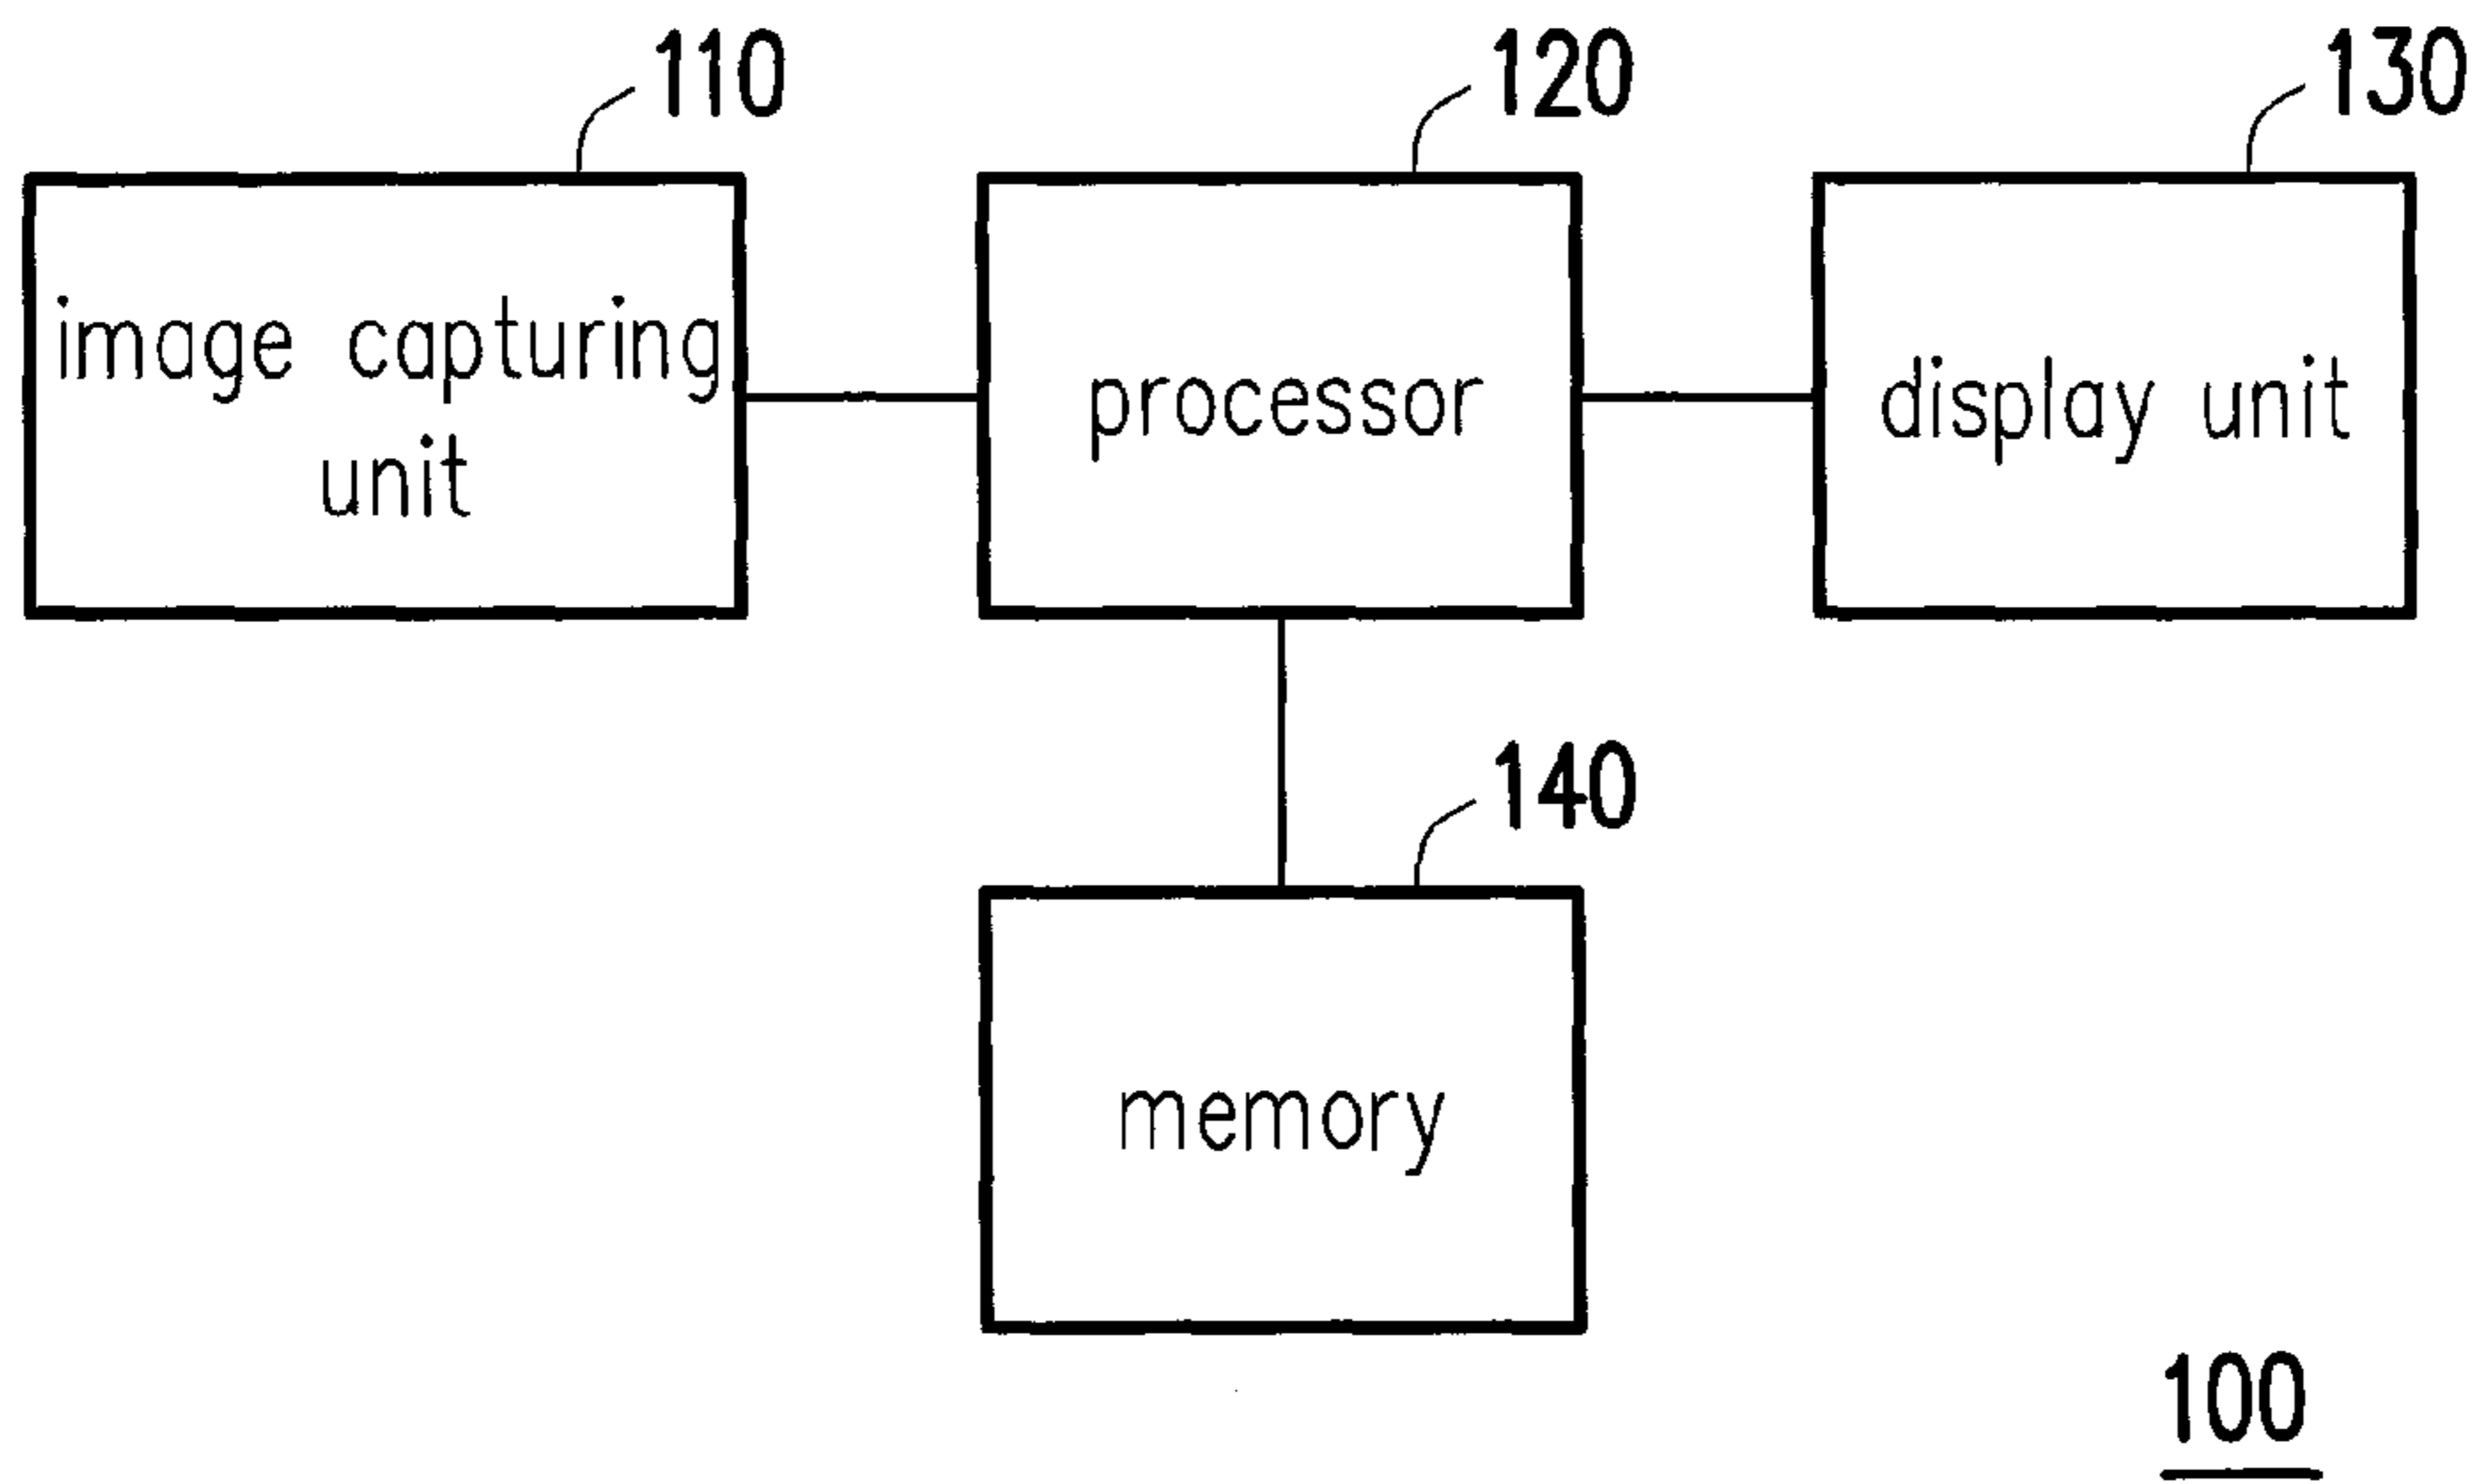 110
120
130
image capturing
unit
processor
display unit
140
memory
100